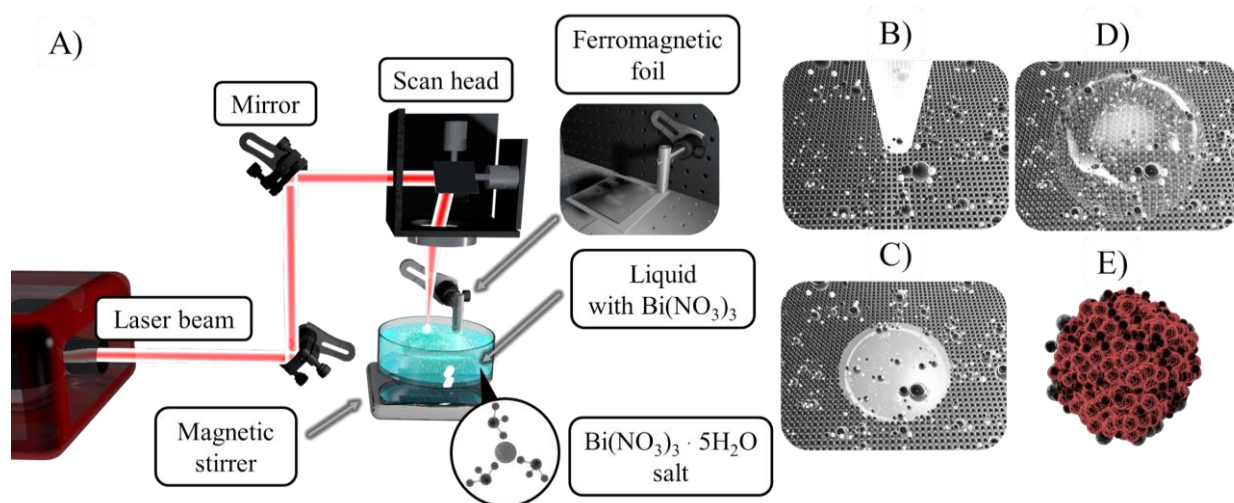 A)
Mirror
Scan head
Ferromagnetic
foil
Laser beam
Liquid
with Bi(NO₃)₃
Magnetic
stirrer
Bi(NO₃)₃ · 5H₂O
salt
B)
D)
C)
E)